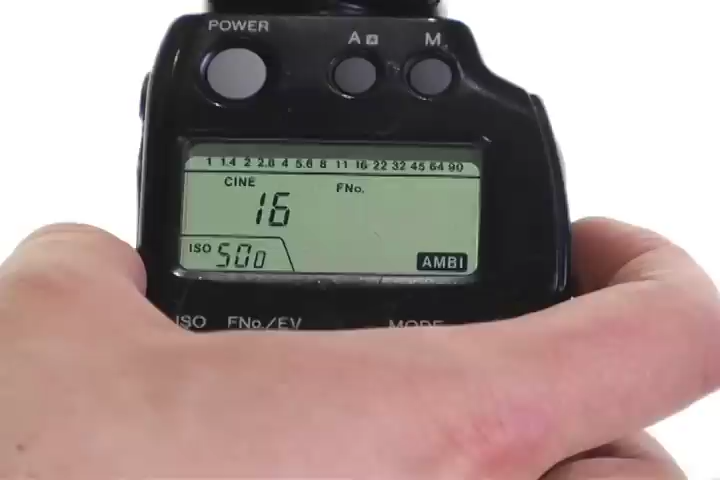 POWER
A M
1 1.4 2 2.8 4 5.6 8 11 16 22 32 45 64 90
CINE FNo.
16
ISO 500
AMBI
ISO FNo./EV MODE